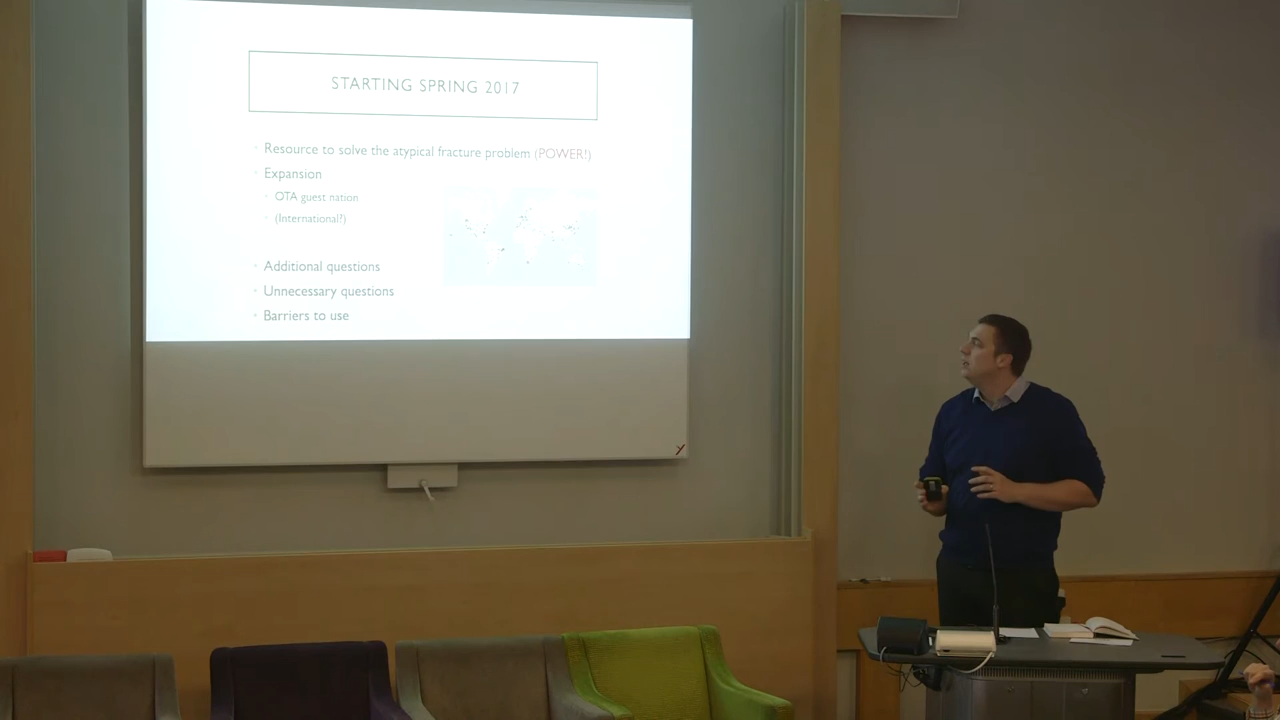 STARTING SPRING 2017
Resource to solve the atypical fracture problem (POWER!)
Expansion
OTA guest nation
(International?)
Additional questions
Unnecessary questions
Barriers to use